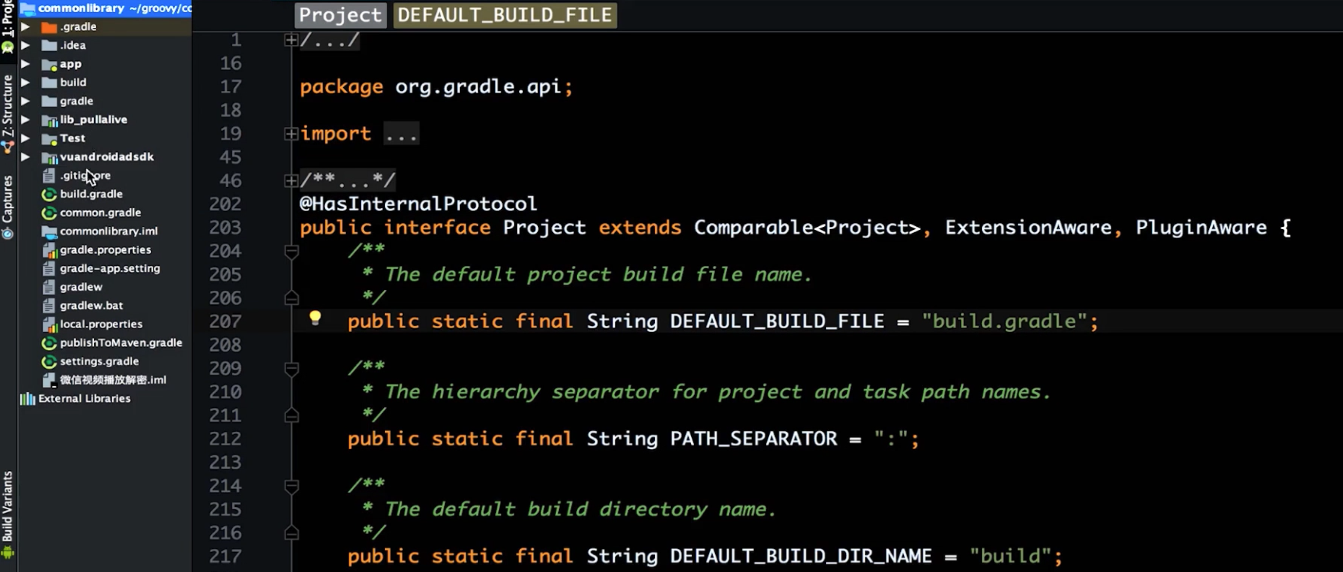 1: Proje
Z: Structure
Captures
Build Variants
commonlibrary ~/groovy/co
.gradle
.idea
app
build
gradle
lib_pullalive
Test
vuandroidadsdk
.gitignore
build.gradle
common.gradle
commonlibrary.iml
gradle.properties
gradle-app.setting
gradlew
gradlew.bat
local.properties
publishToMaven.gradle
settings.gradle
微信视频播放解密.iml
External Libraries
Project DEFAULT_BUILD_FILE
1 /.../
16
17 package org.gradle.api;
18
19 import ...
45
46 /**...*/
202 @HasInternalProtocol
203 public interface Project extends Comparable<Project>, ExtensionAware, PluginAware {
204 /**
205 * The default project build file name.
206 */
207 public static final String DEFAULT_BUILD_FILE = "build.gradle";
208
209 /**
210 * The hierarchy separator for project and task path names.
211 */
212 public static final String PATH_SEPARATOR = ":";
213
214 /**
215 * The default build directory name.
216 */
217 public static final String DEFAULT_BUILD_DIR_NAME = "build";